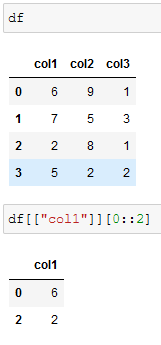 df
col1 col2 col3
0 6 9 1
1 7 5 3
2 2 8 1
3 5 2 2
df[["col1"]][0::2]
col1
0 6
2 2